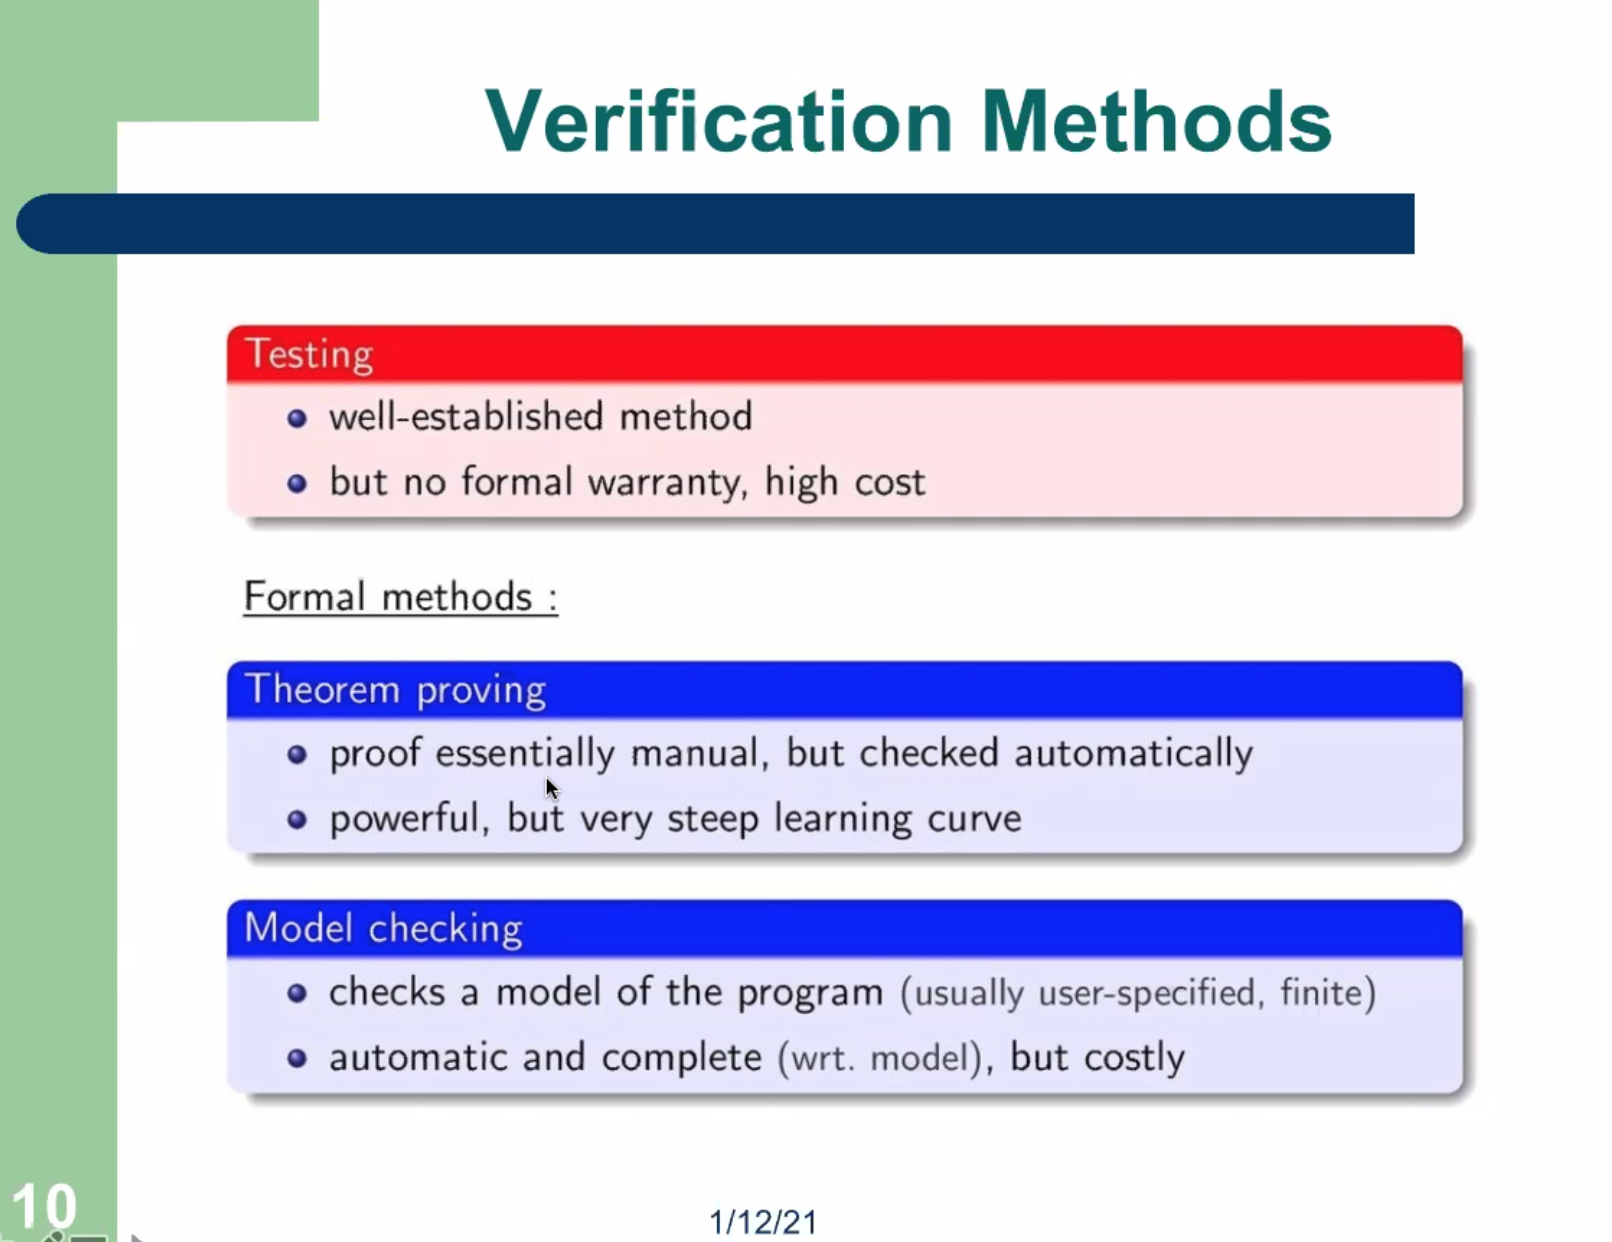 Verification Methods
Testing
well-established method
but no formal warranty, high cost
Formal methods :
Theorem proving
proof essentially manual, but checked automatically
powerful, but very steep learning curve
Model checking
checks a model of the program (usually user-specified, finite)
automatic and complete (wrt. model), but costly
10
1/12/21